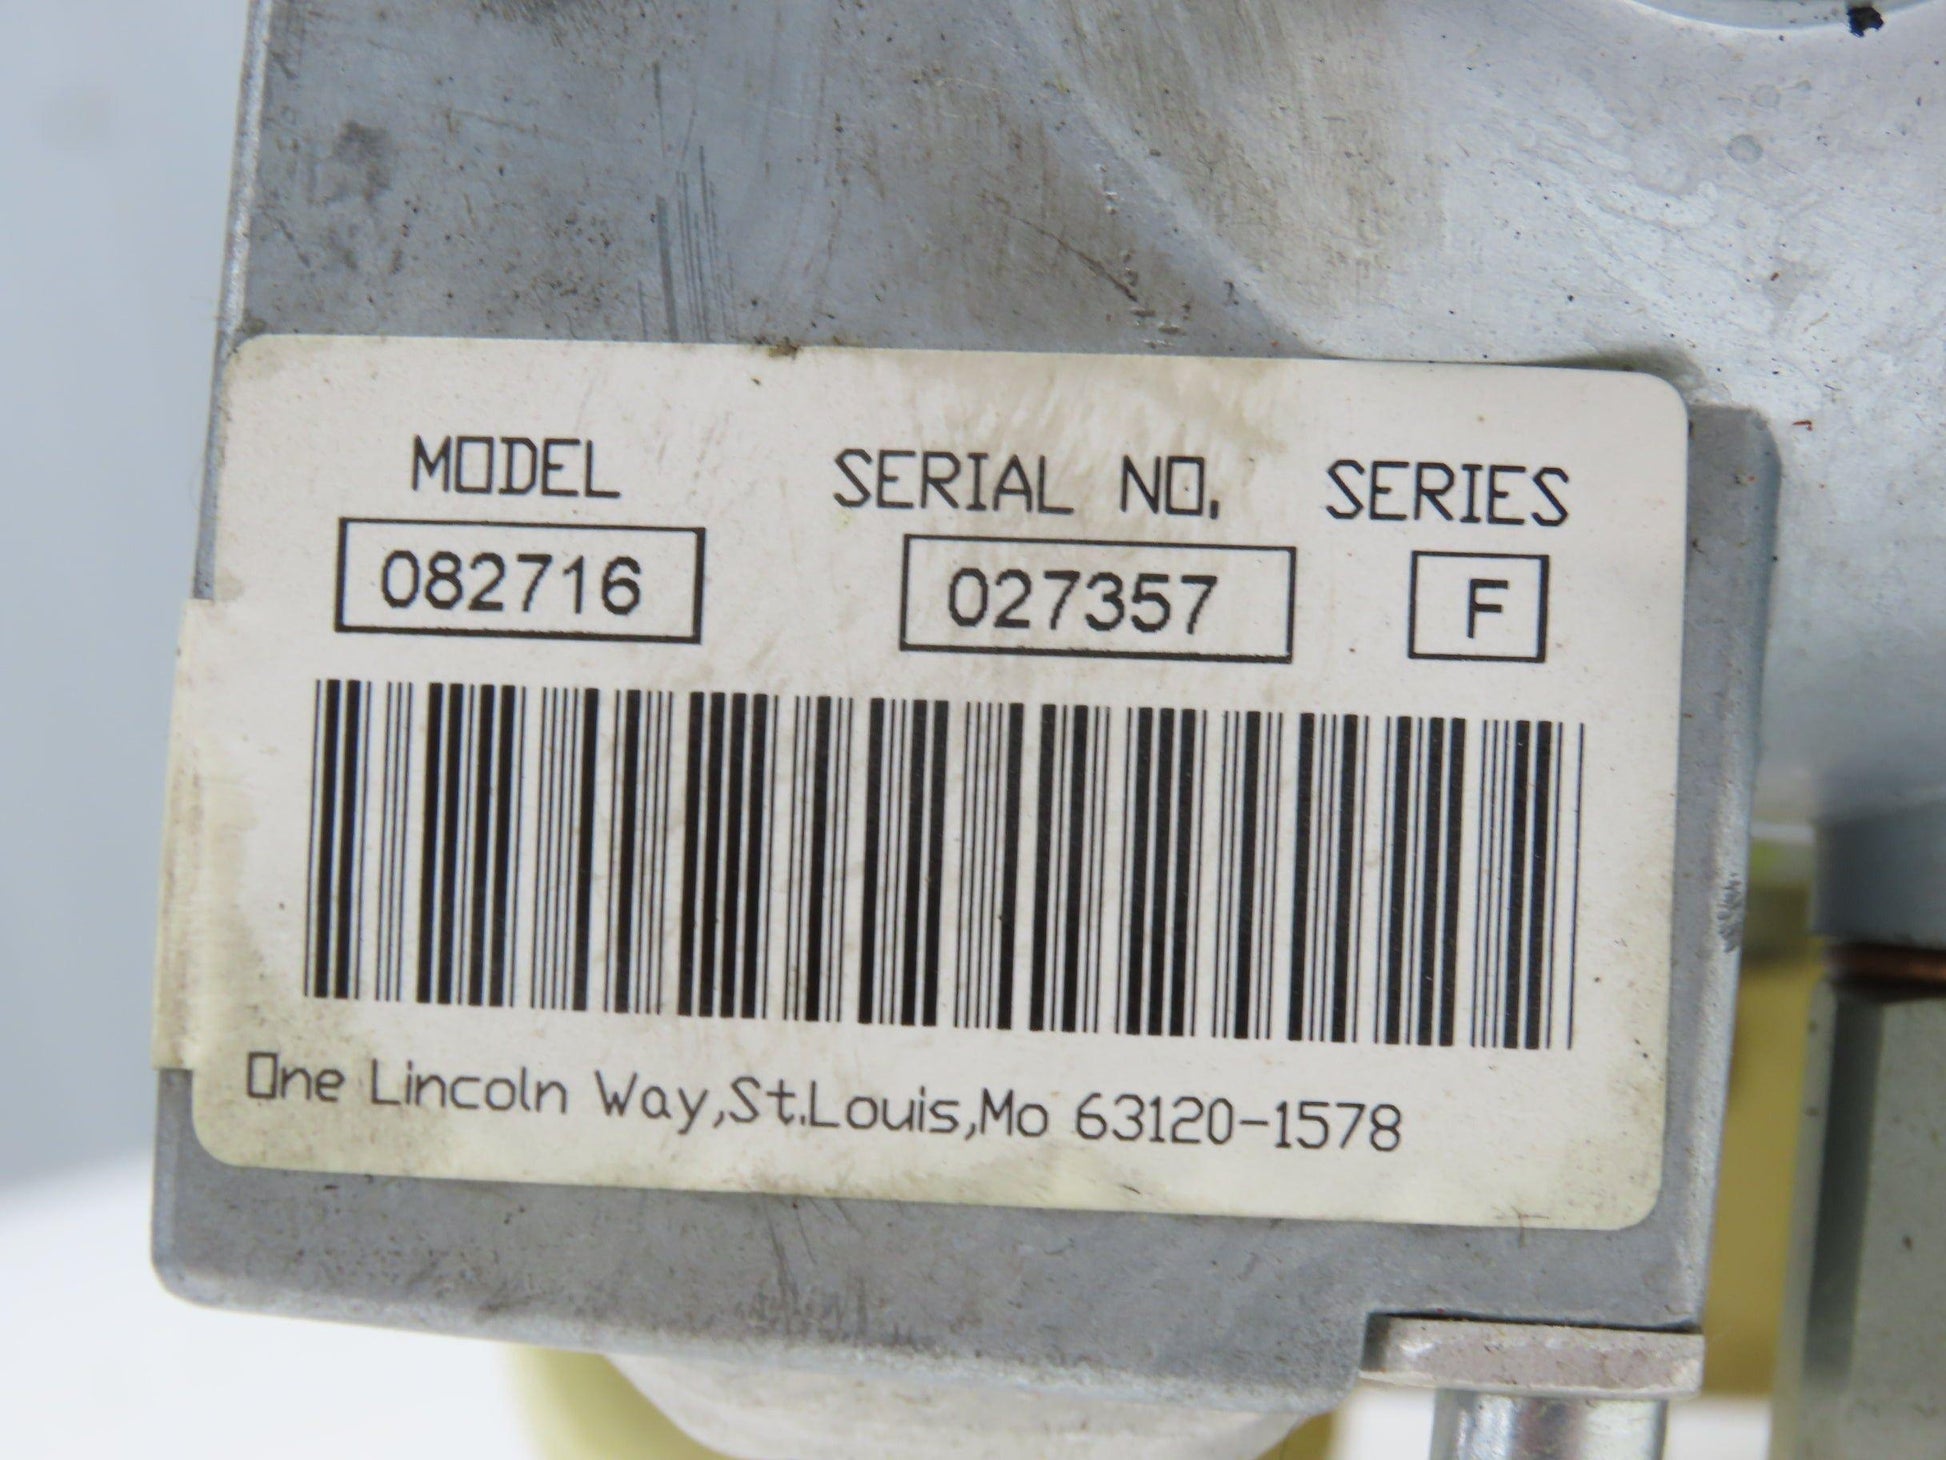 MODEL SERIAL NO. SERIES
082716 027357 F
One Lincoln Way,St.Louis,Mo 63120-1578